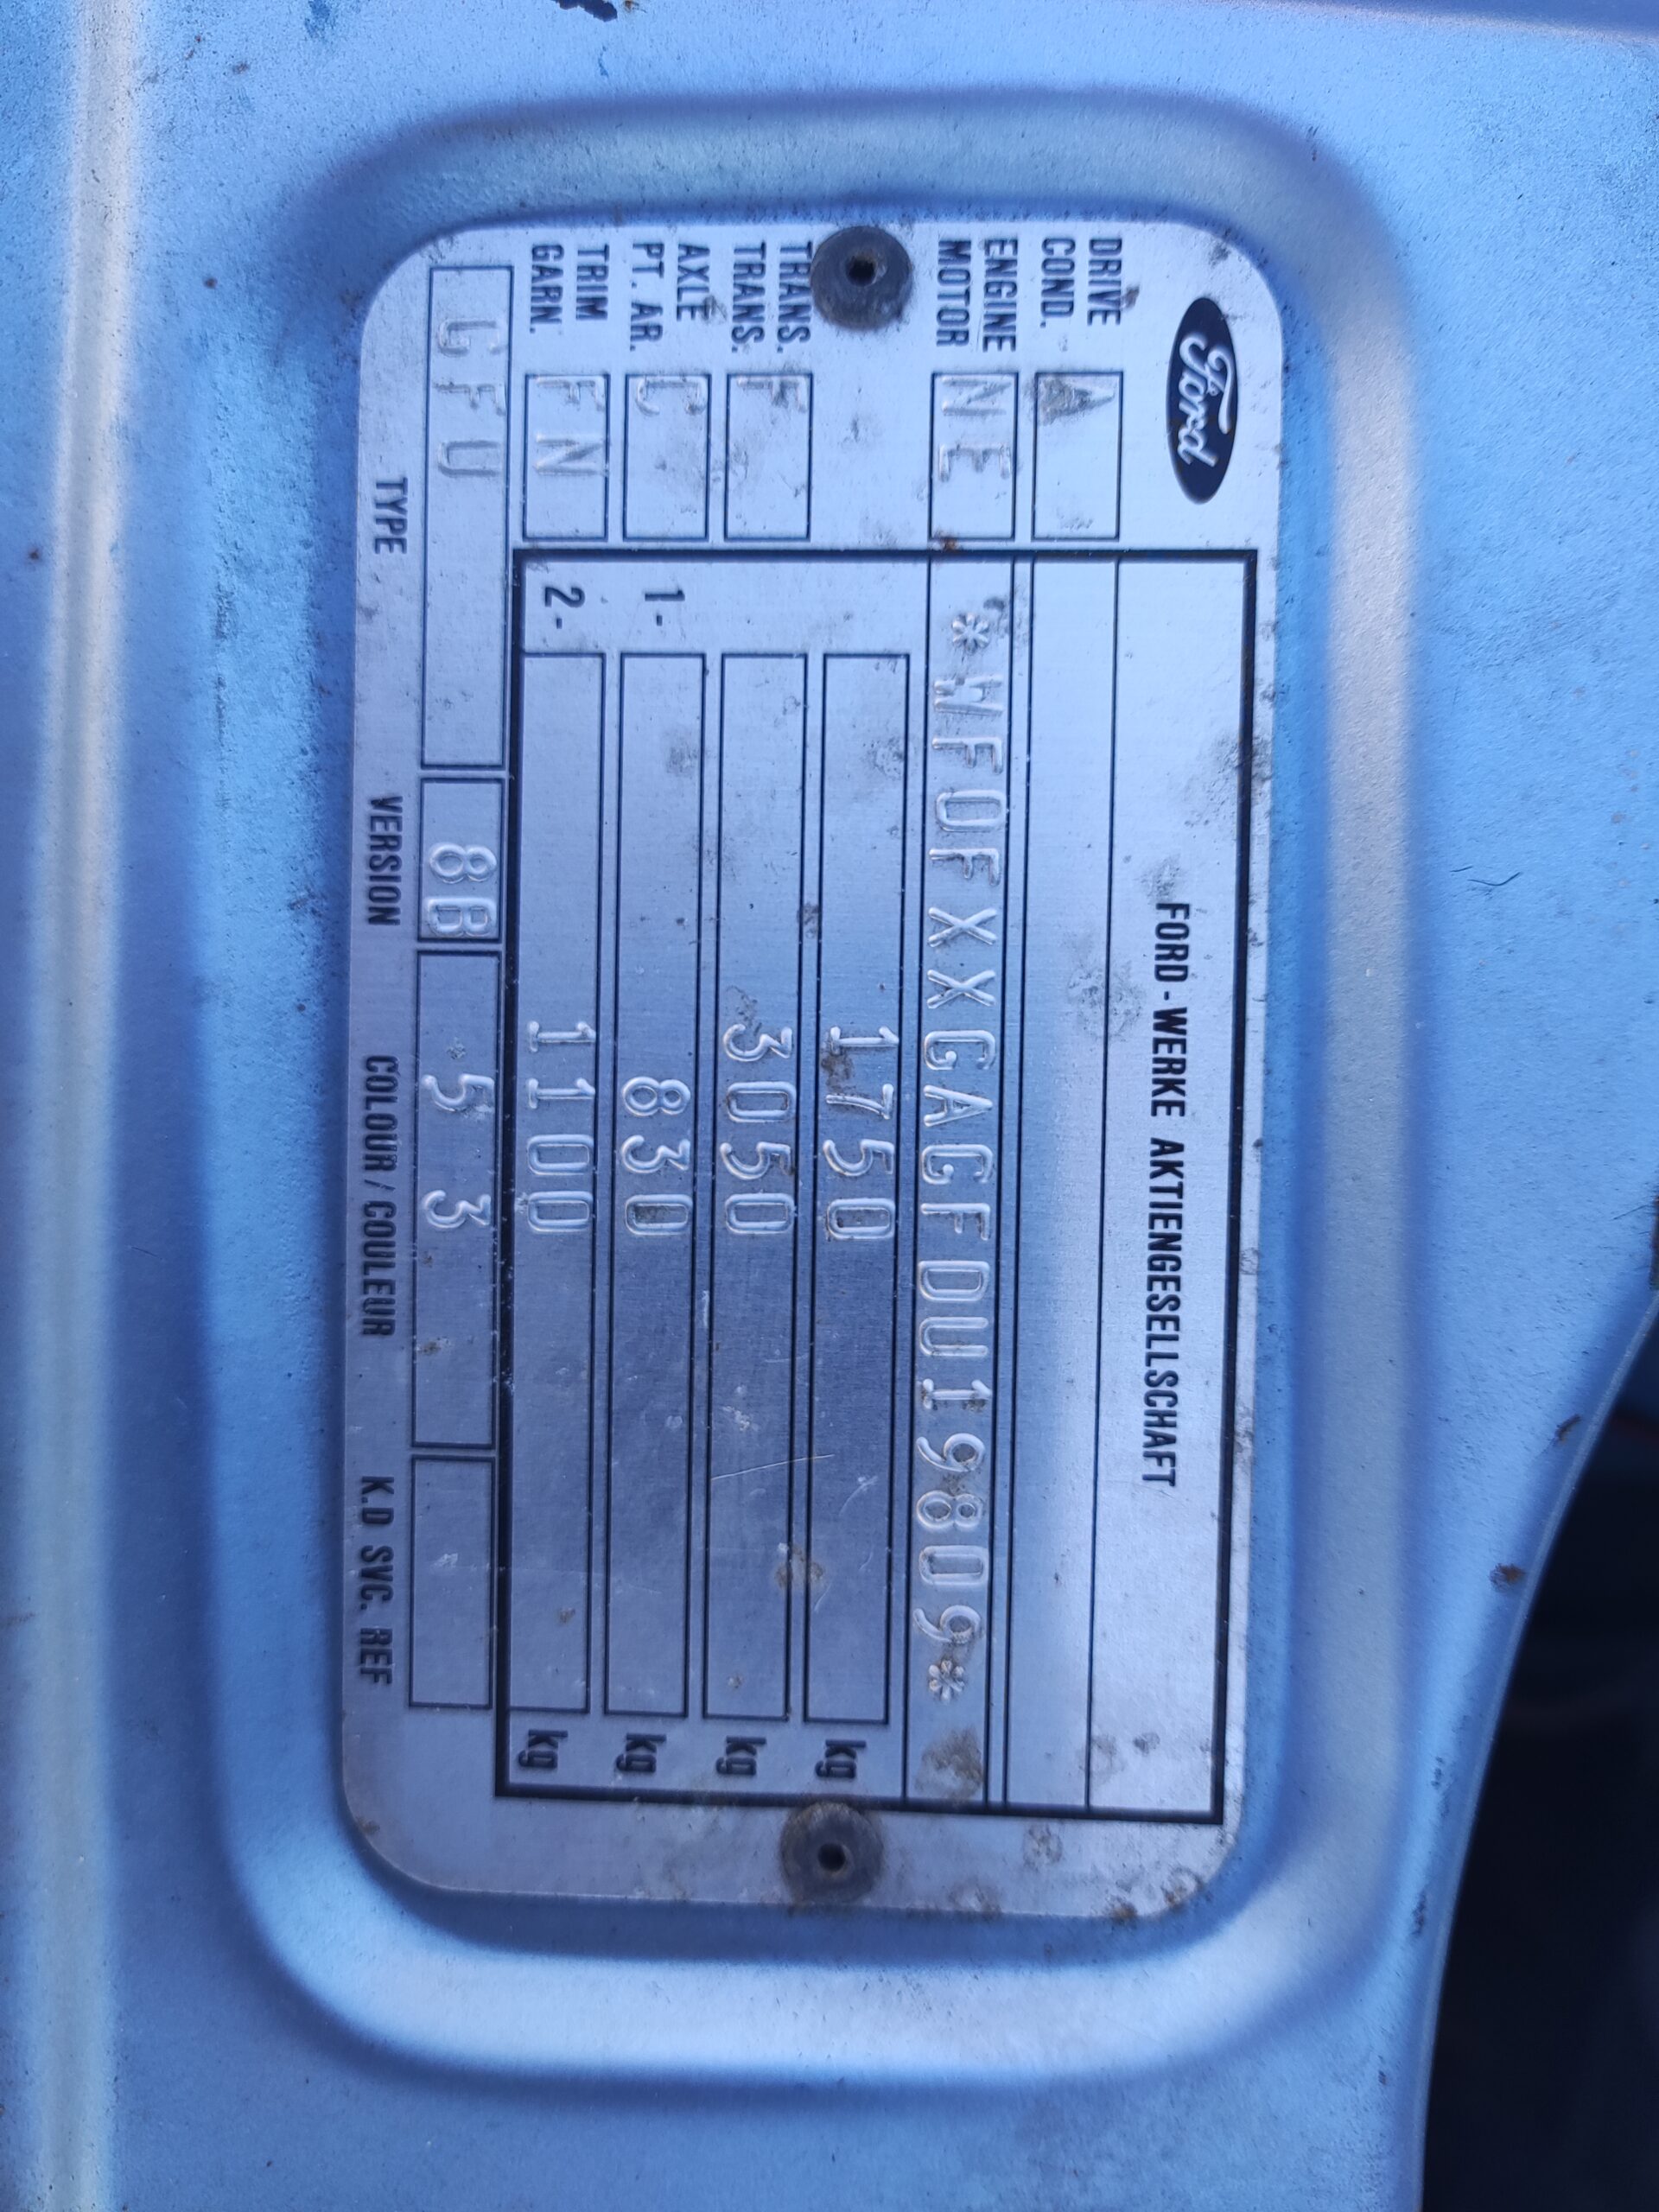 Ford
FORD-WERKE AKTIENGESELLSCHAFT
DRIVE
COND.
A
ENGINE
MOTOR
NE
*WF0FXXGAGFDU19809*
1750 kg
TRANS.
TRANS.
F
3050 kg
AXLE
PT. AR.
C
1- 830 kg
TRIM
GARN.
FN
2- 1100 kg
GFU 8B 5 3
TYPE VERSION COLOUR / COULEUR K.D SVC. REF